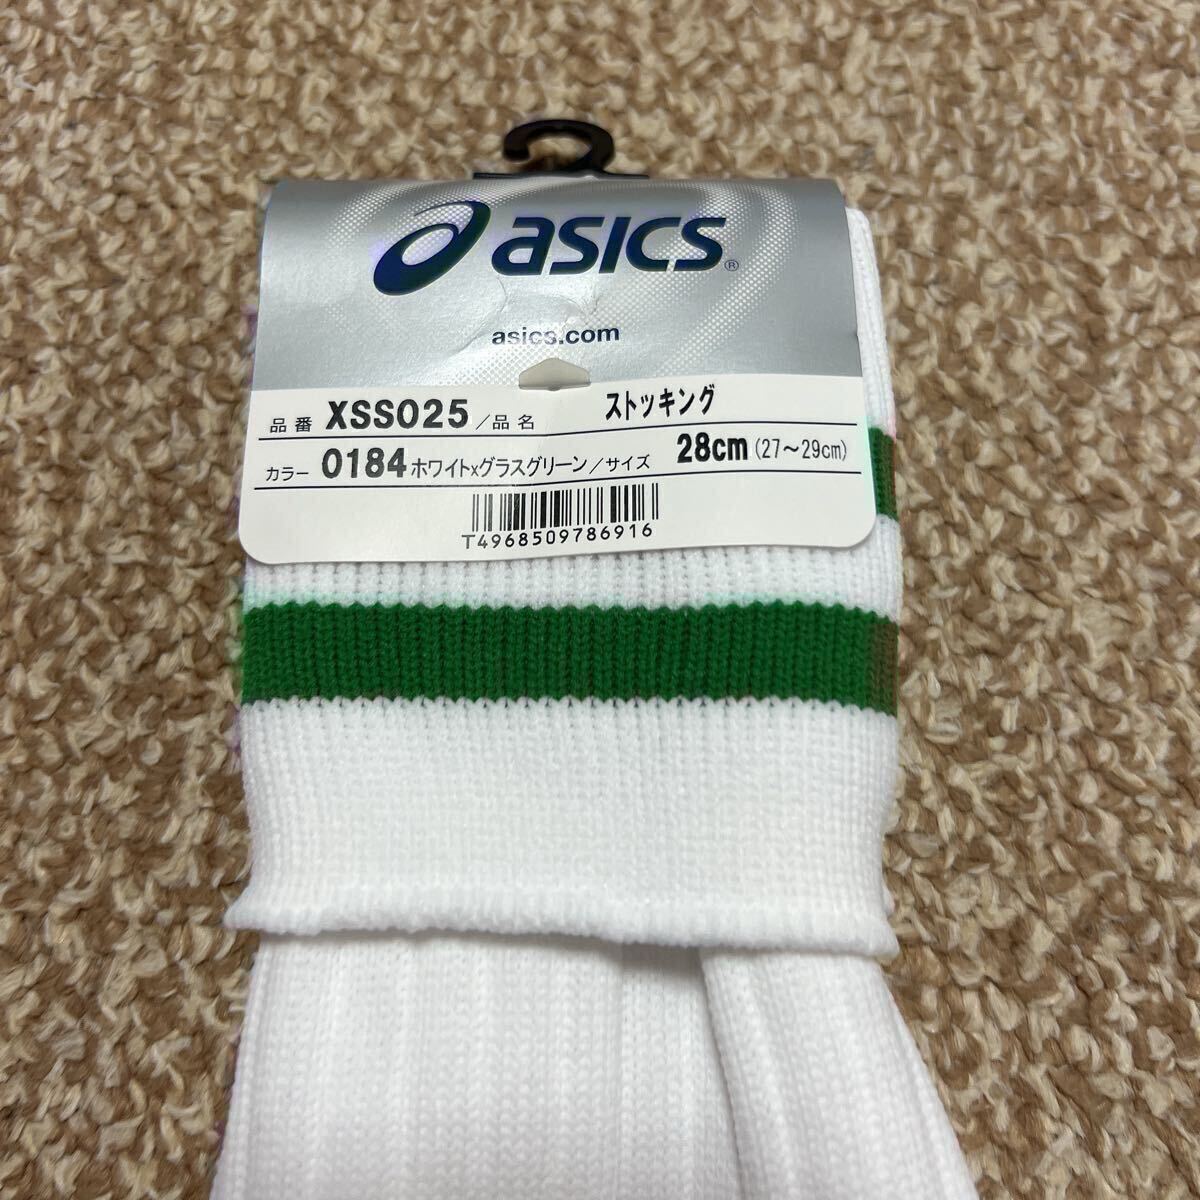 asics®
asics.com
品番 XSS025 /品名 ストッキング
カラー 0184 ホワイトxグラスグリーン/サイズ 28cm (27〜29cm)
T4968509786916